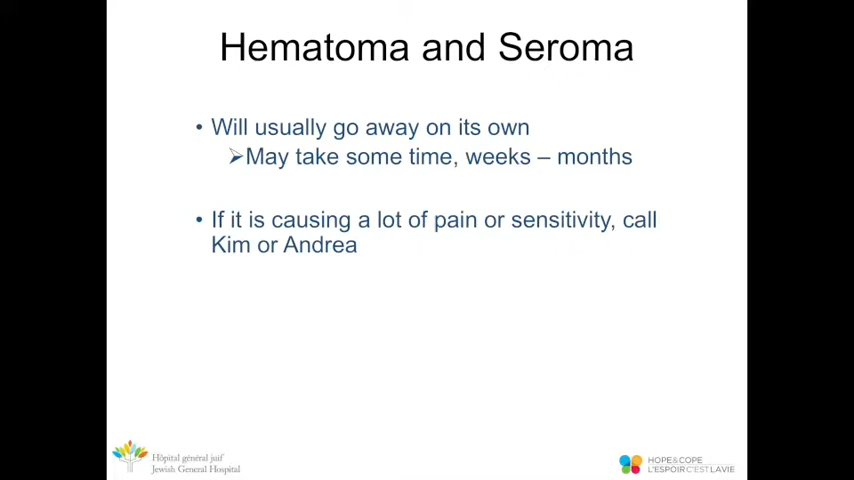 Hematoma and Seroma
• Will usually go away on its own
➢May take some time, weeks – months
• If it is causing a lot of pain or sensitivity, call
Kim or Andrea
Hôpital général juif
Jewish General Hospital
HOPE&COPE
L'ESPOIR C'EST LA VIE